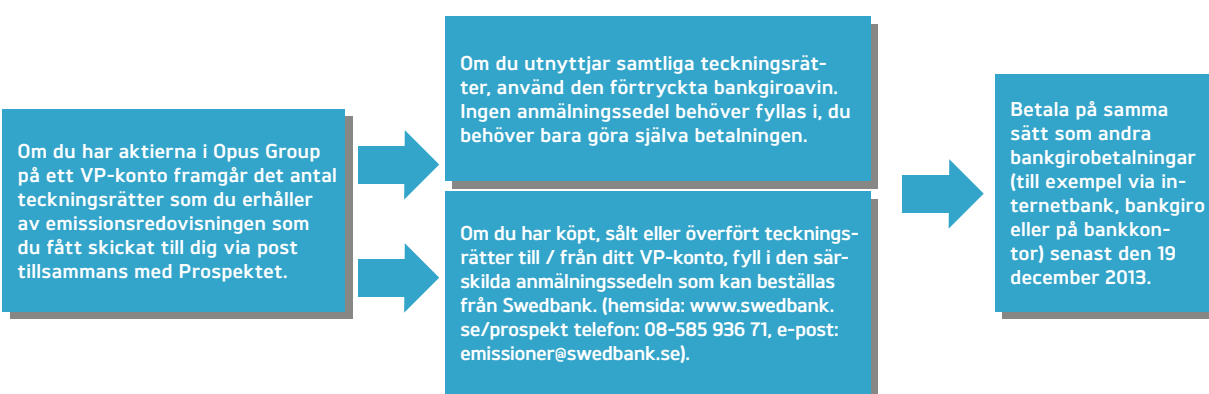 Om du har aktierna i Opus Group
på ett VP-konto framgår det antal
teckningsrätter som du erhåller
av emissionsredovisningen som
du fått skickat till dig via post
tillsammans med Prospektet.
Om du utnyttjar samtliga teckningsrät-
ter, använd den förtryckta bankgiroavin.
Ingen anmälningssedel behöver fyllas i, du
behöver bara göra själva betalningen.
Om du har köpt, sålt eller överfört tecknings-
rätter till / från ditt VP-konto, fyll i den sär-
skilda anmälningssedeln som kan beställas
från Swedbank. (hemsida: www.swedbank.
se/prospekt telefon: 08-585 936 71, e-post:
emissioner@swedbank.se).
Betala på samma
sätt som andra
bankgirobetalningar
(till exempel via in-
ternetbank, bankgiro
eller på bankkon-
tor) senast den 19
december 2013.